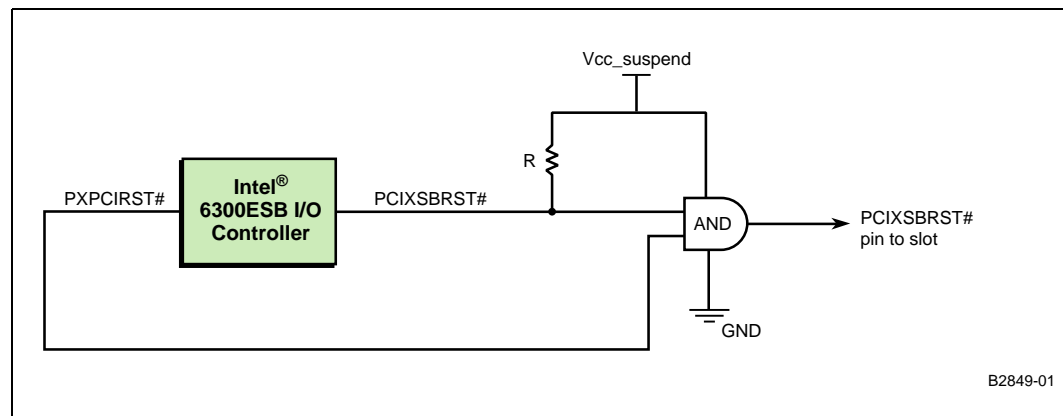 Vcc_suspend
R
PXPCIRST#
Intel®
6300ESB I/O
Controller
PCIXSBRST#
AND
PCIXSBRST#
pin to slot
GND
B2849-01